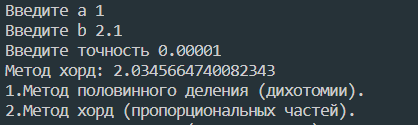 Введите a 1
Введите b 2.1
Введите точность 0.00001
Метод хорд: 2.0345664740082343
1.Метод половинного деления (дихотомии).
2.Метод хорд (пропорциональных частей).